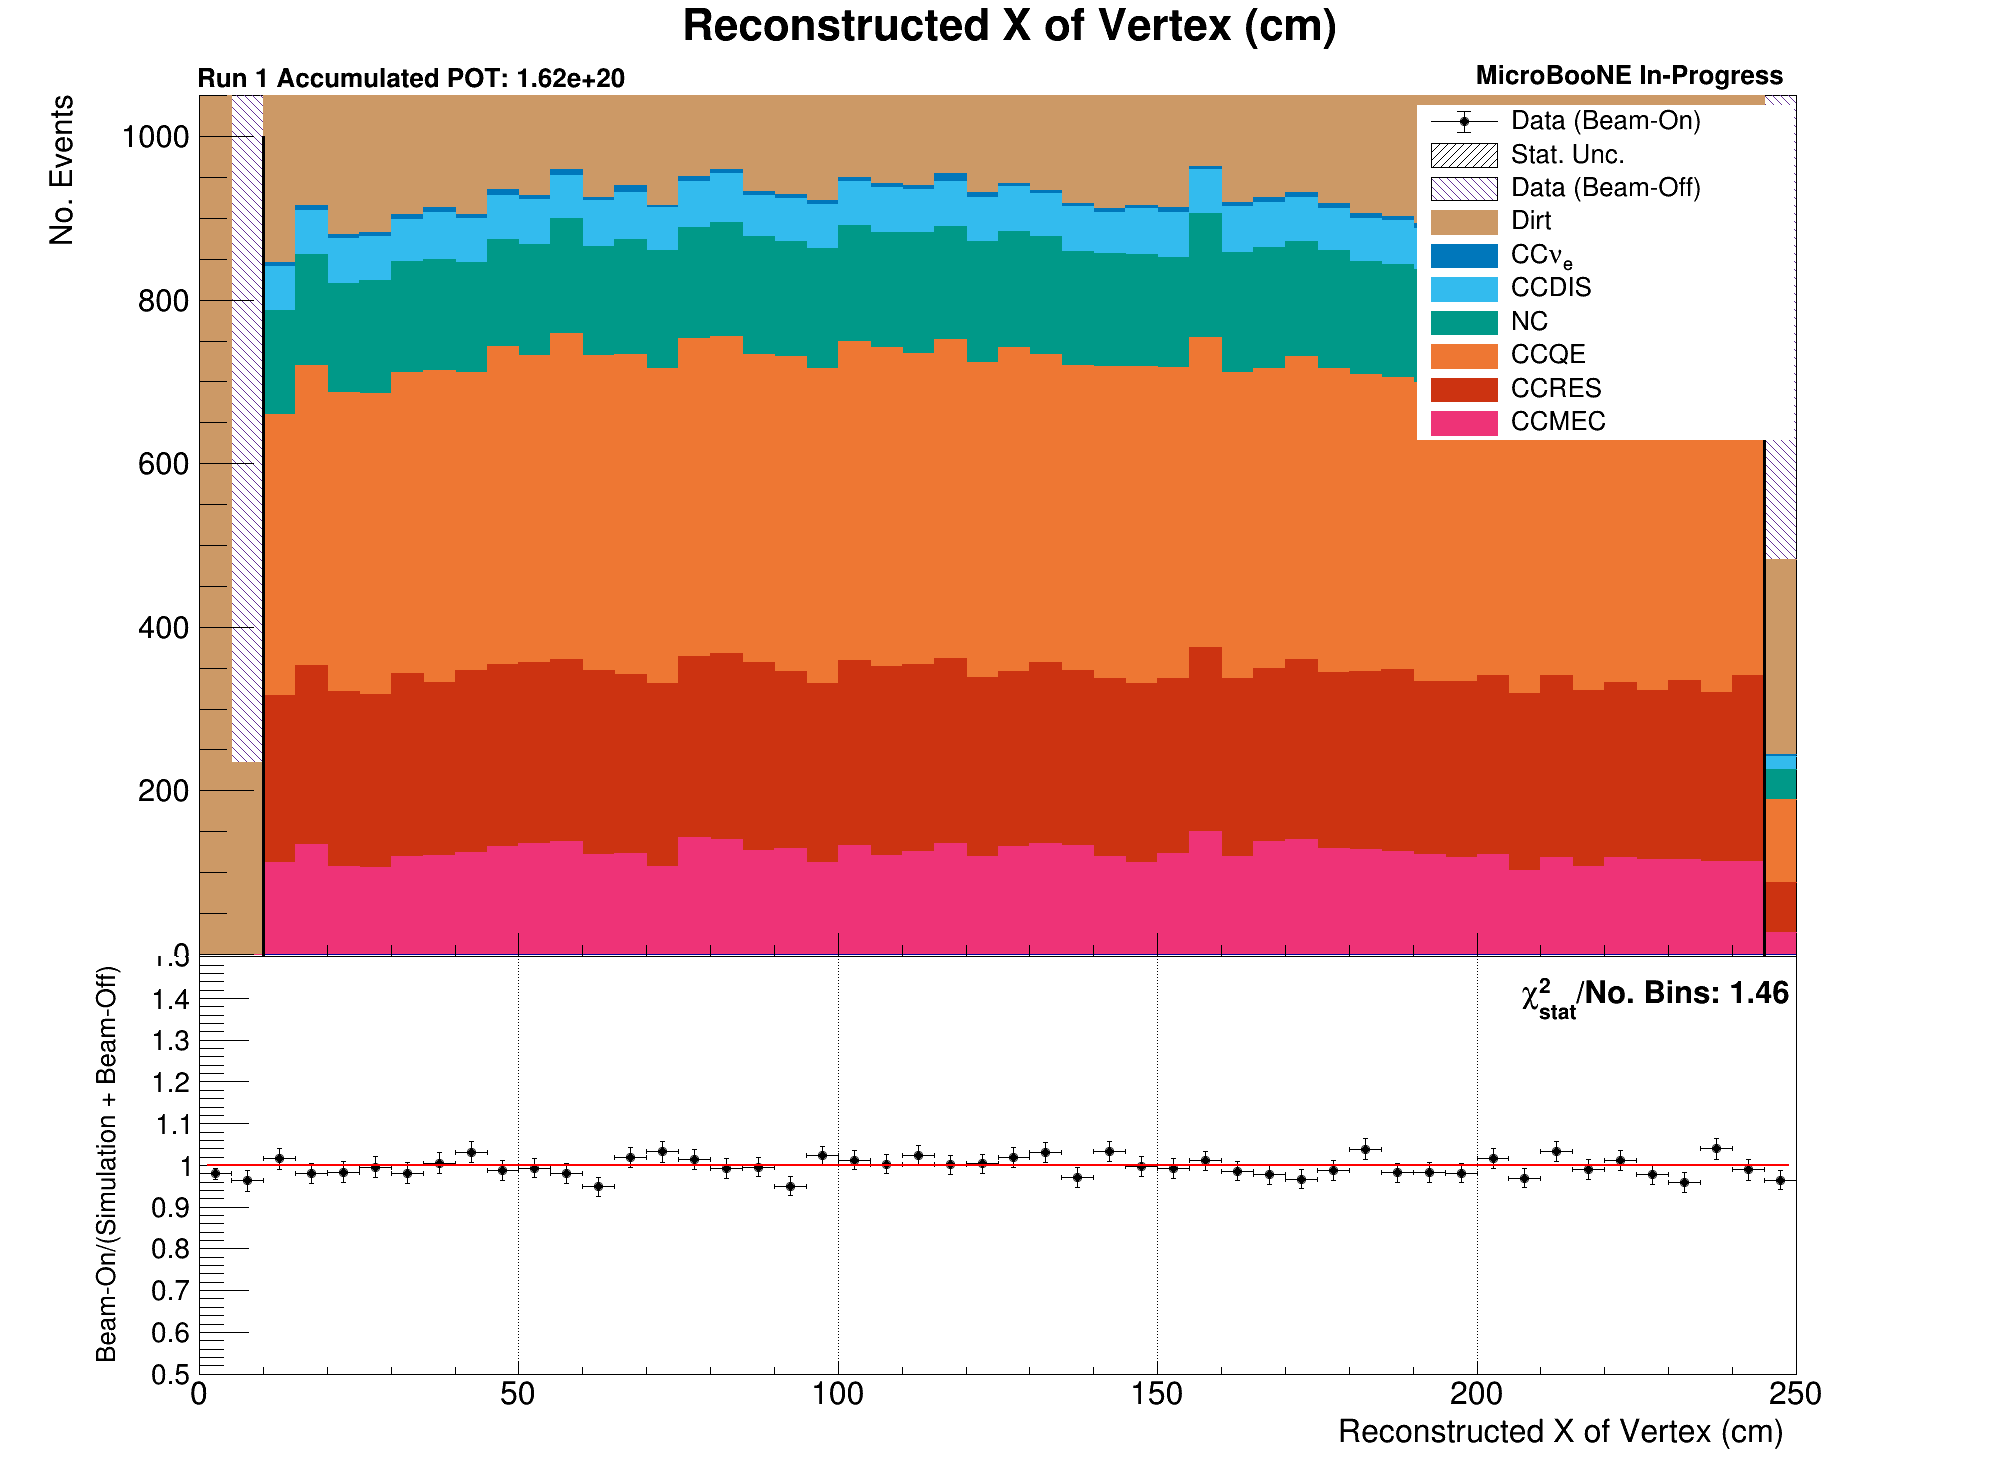 Reconstructed X of Vertex (cm)
Run 1 Accumulated POT: 1.62e+20
MicroBooNE In-Progress
No. Events
1000
800
600
400
200
0
Data (Beam-On)
Stat. Unc.
Data (Beam-Off)
Dirt
CCνe
CCDIS
NC
CCQE
CCRES
CCMEC
Beam-On/(Simulation + Beam-Off)
1.5
1.4
1.3
1.2
1.1
1
0.9
0.8
0.7
0.6
0.5
χ²stat/No. Bins: 1.46
0 50 100 150 200 250
Reconstructed X of Vertex (cm)